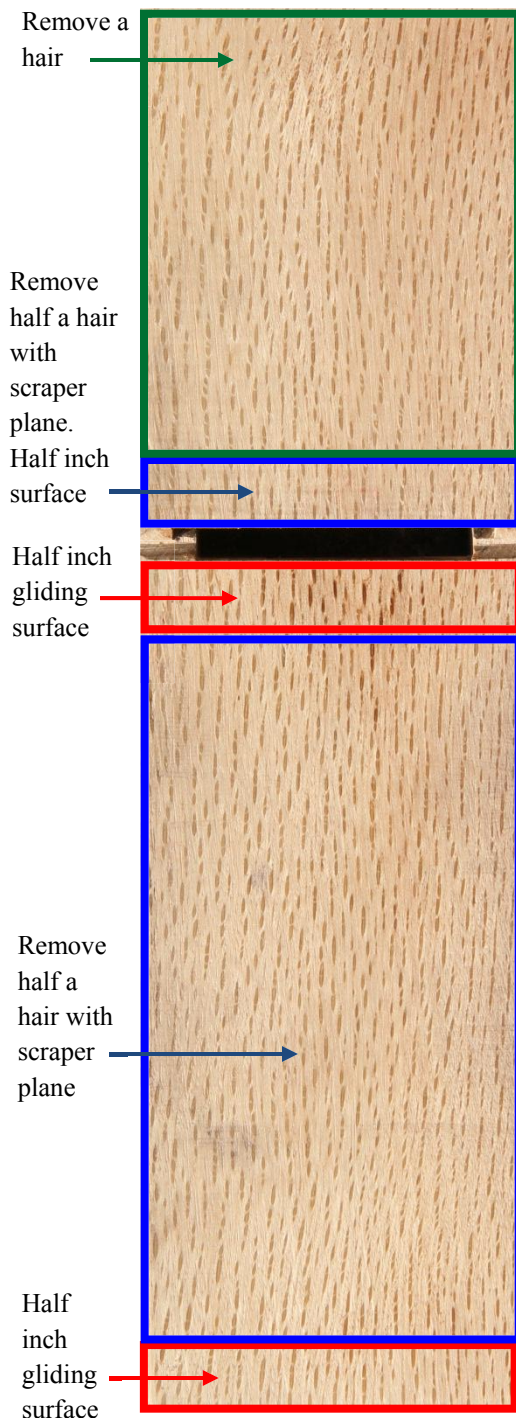 Remove a
hair
Remove
half a hair
with
scraper
plane.
Half inch
surface
Half inch
gliding
surface
Remove
half a
hair with
scraper
plane
Half
inch
gliding
surface